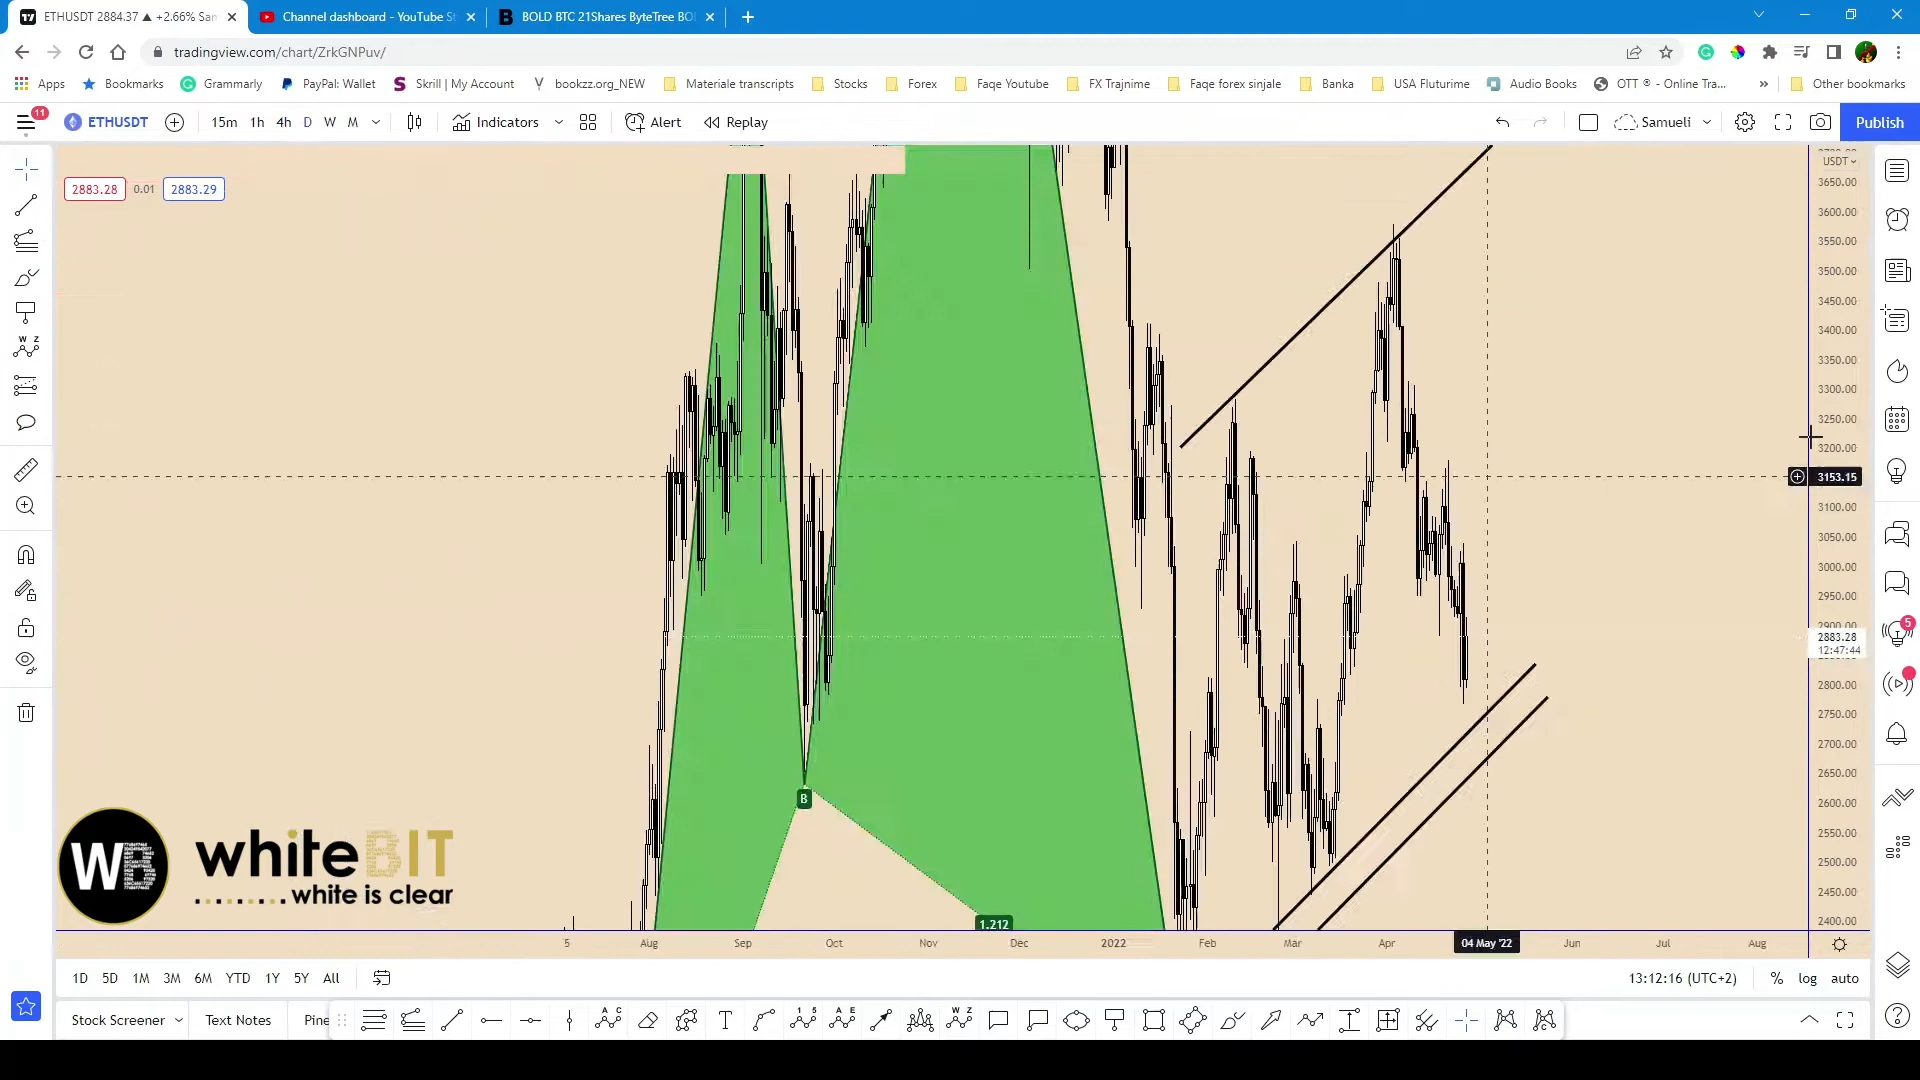 ETHUSDT 2884.37 ▲ +2.66% San
Channel dashboard - YouTube St
BOLD BTC 21Shares ByteTree BO
tradingview.com/chart/ZrkGNPuv/
Apps
Bookmarks
Grammarly
PayPal: Wallet
Skrill | My Account
bookzz.org_NEW
Materiale transcripts
Stocks
Forex
Faqe Youtube
FX Trajnime
Faqe forex sinjale
Banka
USA Fluturime
Audio Books
OTT ® - Online Tra...
Other bookmarks
11
ETHUSDT
15m 1h 4h D W M
Indicators
Alert
Replay
Samueli
Publish
2883.28 0.01 2883.29
USDT
3650.00
3600.00
3550.00
3500.00
3450.00
3400.00
3350.00
3300.00
3250.00
3200.00
3153.15
3100.00
3050.00
3000.00
2950.00
2900.00
2883.28
12:47:44
2800.00
2750.00
2700.00
2650.00
2600.00
2550.00
2500.00
2450.00
2400.00
5
B
1.212
WB
whiteBIT
white is clear
5 Aug Sep Oct Nov Dec 2022 Feb Mar Apr 04 May '22 Jun Jul Aug
1D 5D 1M 3M 6M YTD 1Y 5Y All
13:12:16 (UTC+2) % log auto
Stock Screener Text Notes Pine